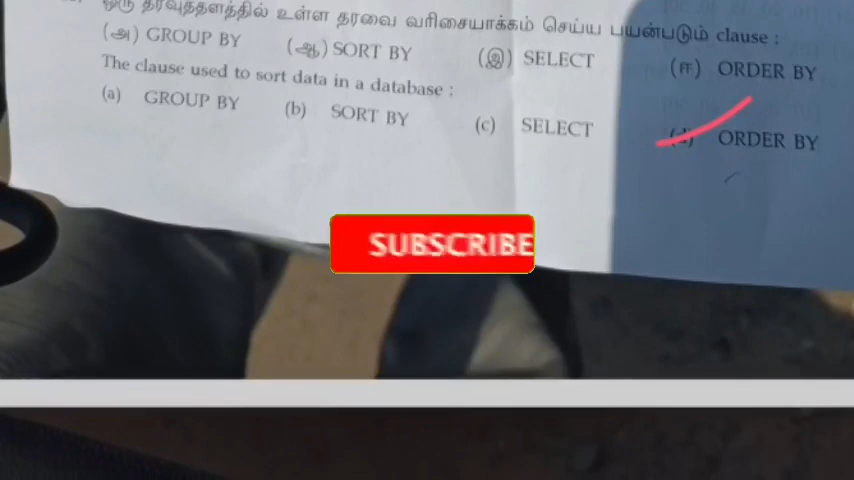 ஒரு தரவுத்தளத்தில் உள்ள தரவை வரிசையாக்கம் செய்ய பயன்படும் clause :
(அ) GROUP BY (ஆ) SORT BY (இ) SELECT (ஈ) ORDER BY
The clause used to sort data in a database :
(a) GROUP BY (b) SORT BY (c) SELECT (d) ORDER BY
SUBSCRIBE